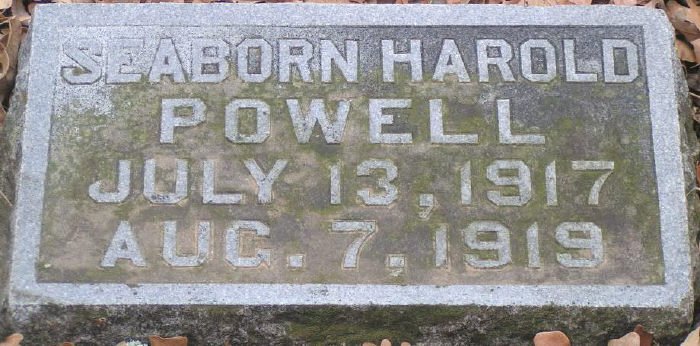 SEABORN HAROLD
POWELL
JULY 13, 1917
AUG. 7, 1919